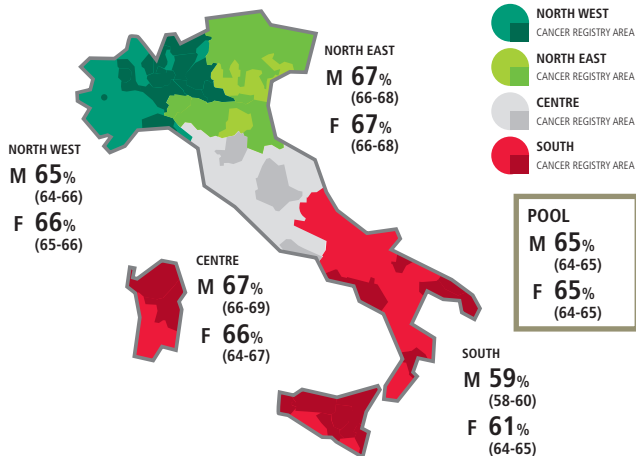 NORTH WEST
CANCER REGISTRY AREA
NORTH EAST
CANCER REGISTRY AREA
CENTRE
CANCER REGISTRY AREA
SOUTH
CANCER REGISTRY AREA
NORTH EAST
M 67%
(66-68)
F 67%
(66-68)
NORTH WEST
M 65%
(64-66)
F 66%
(65-66)
POOL
M 65%
(64-65)
F 65%
(64-65)
CENTRE
M 67%
(66-69)
F 66%
(64-67)
SOUTH
M 59%
(58-60)
F 61%
(64-65)